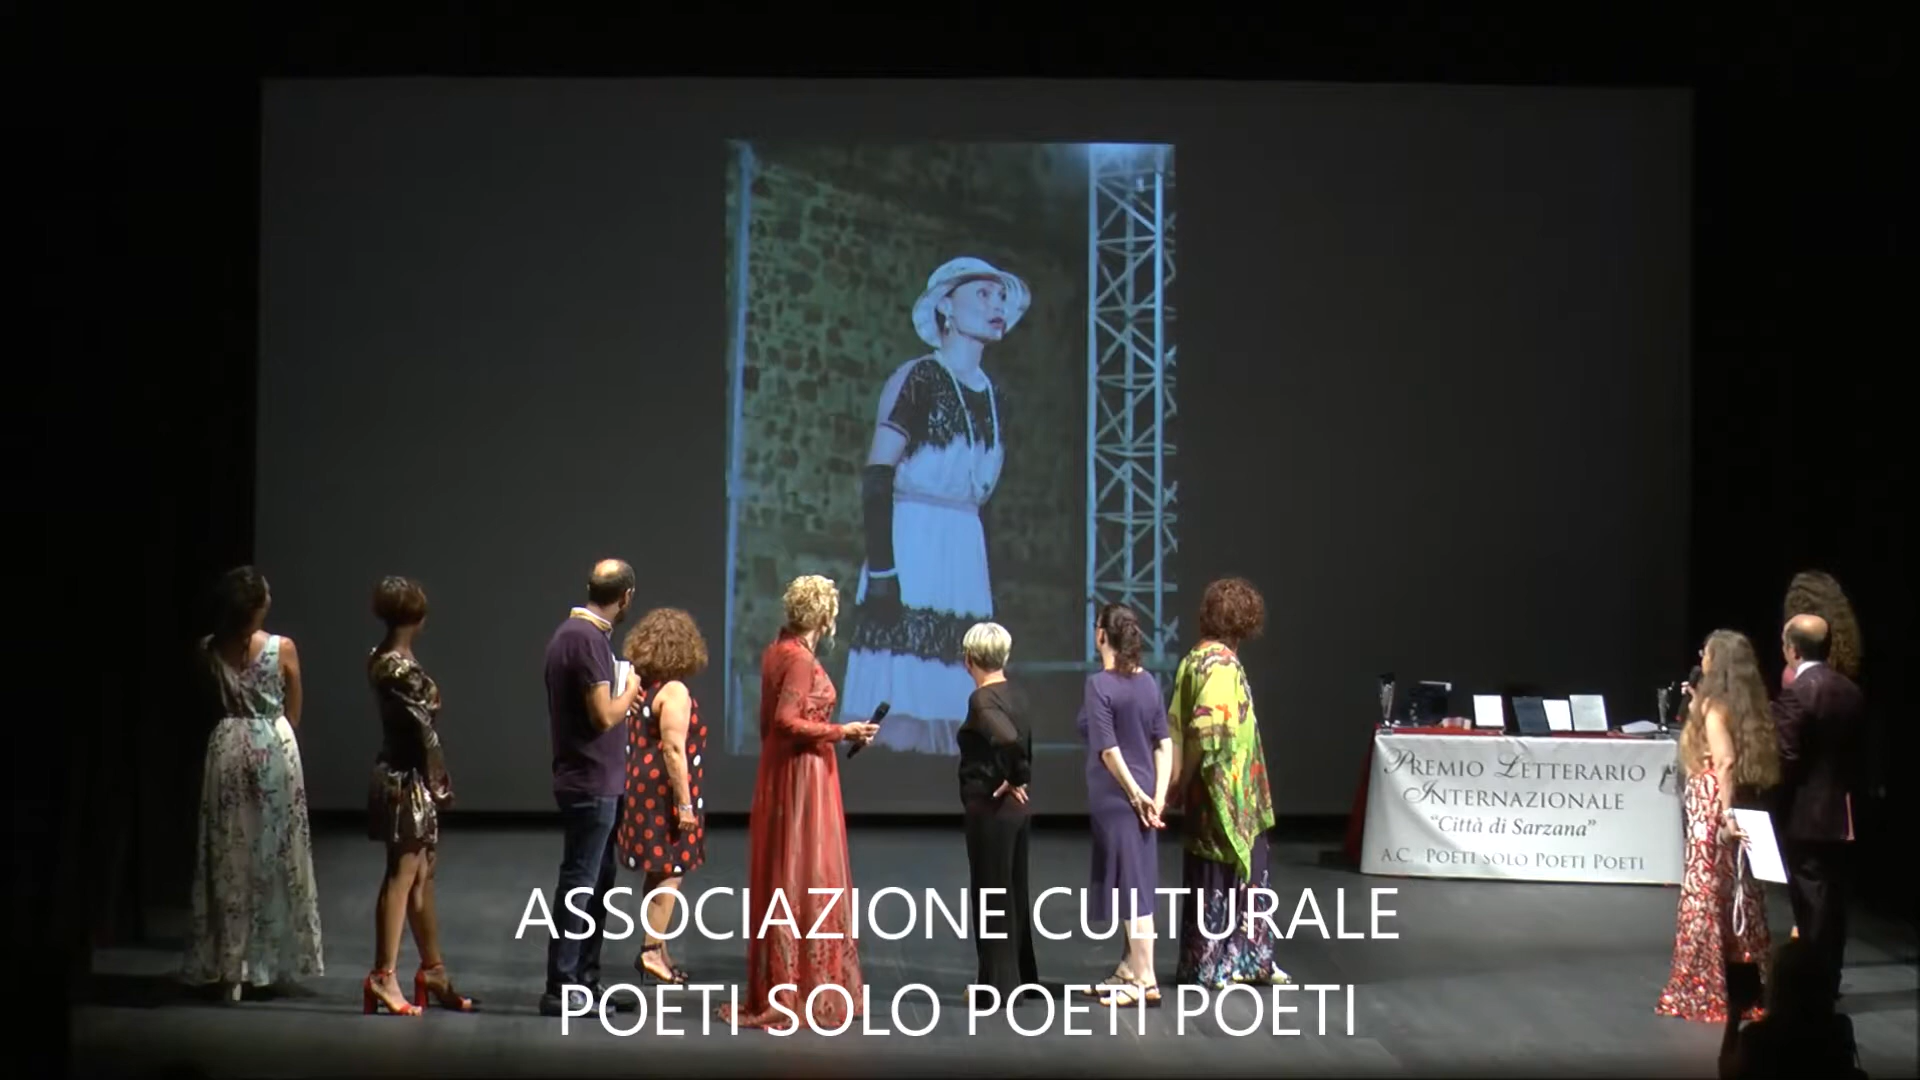 PREMIO LETTERARIO
INTERNAZIONALE
"Città di Sarzana"
A.C. POETI SOLO POETI POETI
ASSOCIAZIONE CULTURALE
POETI SOLO POETI POETI